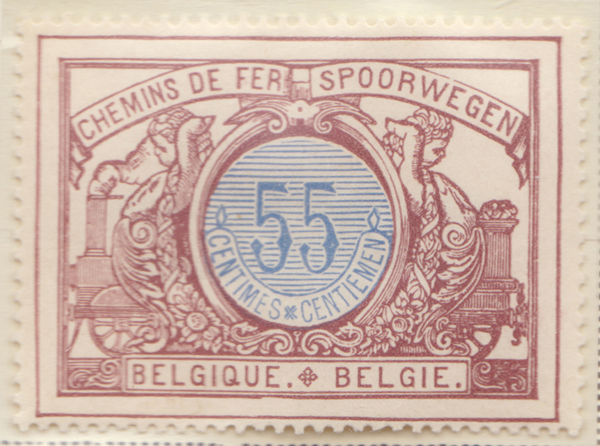 CHEMINS DE FER SPOORWEGEN
55
CENTIMES CENTIEMEN
BELGIQUE. BELGIE.